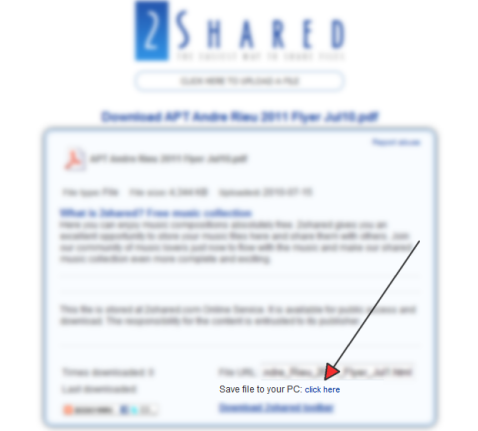 2SHARED
THE EASIEST WAY TO SHARE FILES
CLICK HERE TO UPLOAD A FILE
Download APT Andre Rieu 2011 Flyer Jul10.pdf
Report abuse
APT Andre Rieu 2011 Flyer Jul10.pdf
File type: File File size: 4,344 KB Uploaded: 2010-07-15
What is 2shared? Free music collection
Here you can enjoy music compositions absolutely free. 2shared gives you an
excellent opportunity to store your music files here and share them with others. Join
our community of music lovers just now to flow with the music and make our shared
music collection even more complete and exciting.
This file is stored at 2shared.com Online Service. It is available for public access and
download. The responsibility for the content is entrusted to its publisher.
Times downloaded: 0 File URL:
Last downloaded:
Save file to your PC: click here
Download 2shared toolbar